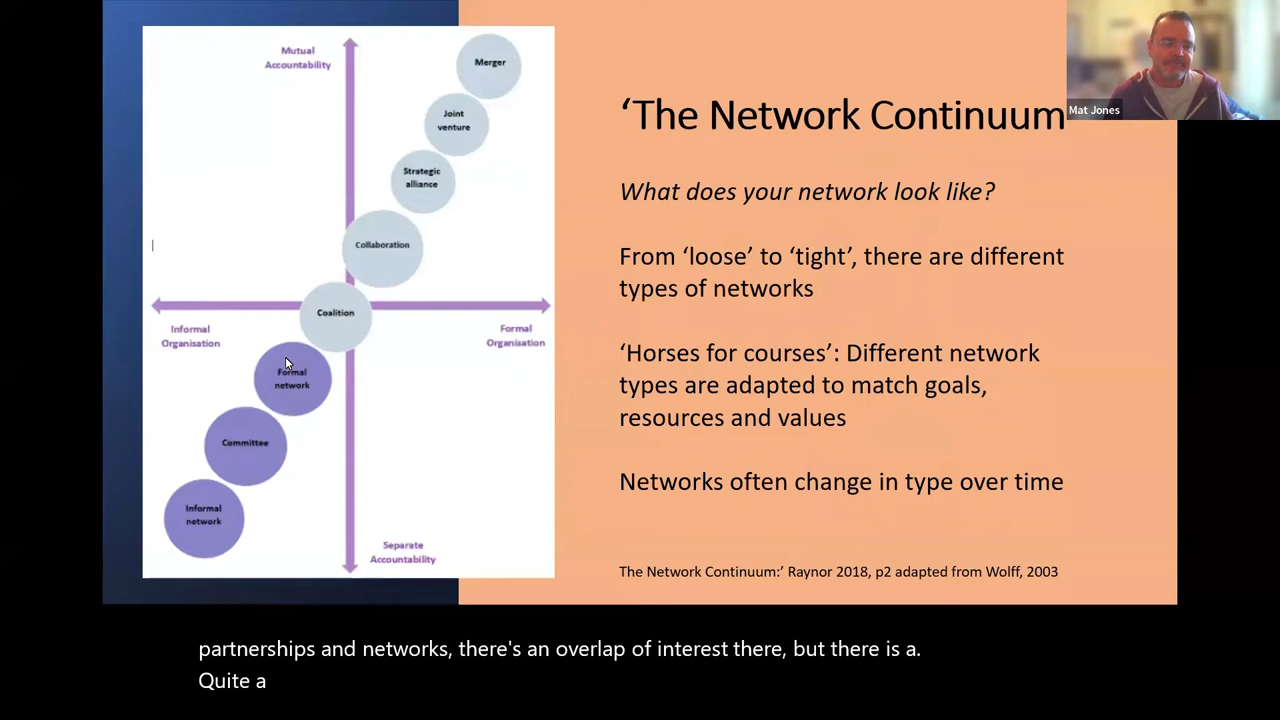 Mutual
Accountability
Merger
Joint
venture
Strategic
alliance
Collaboration
Coalition
Informal
Organisation
Formal
Organisation
Formal
network
Committee
Informal
network
Separate
Accountability
‘The Network Continuum
Mat Jones
What does your network look like?
From ‘loose’ to ‘tight’, there are different
types of networks
‘Horses for courses’: Different network
types are adapted to match goals,
resources and values
Networks often change in type over time
The Network Continuum:’ Raynor 2018, p2 adapted from Wolff, 2003
partnerships and networks, there's an overlap of interest there, but there is a.
Quite a